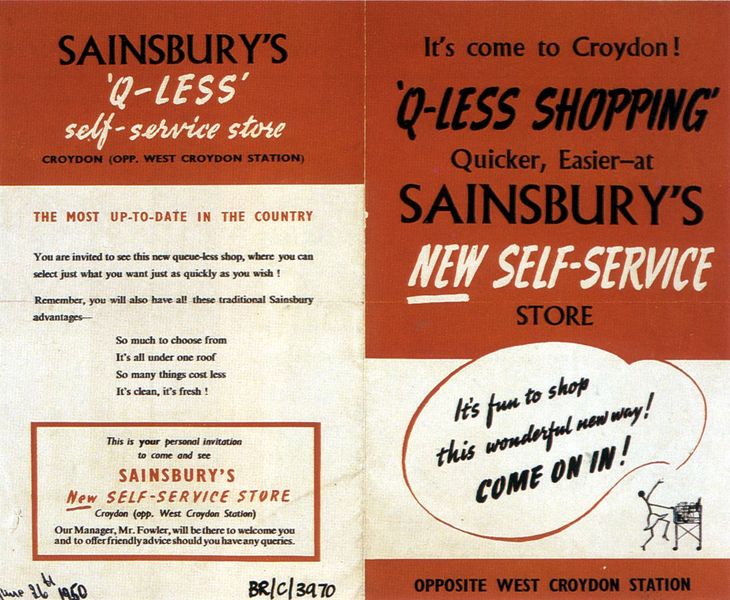 SAINSBURY'S
'Q-LESS'
self-service store
CROYDON (OPP. WEST CROYDON STATION)
THE MOST UP-TO-DATE IN THE COUNTRY
You are invited to see this new queue-less shop, where you can
select just what you want just as quickly as you wish !
Remember, you will also have all these traditional Sainsbury
advantages—
So much to choose from
It's all under one roof
So many things cost less
It's clean, it's fresh !
This is your personal invitation
to come and see
SAINSBURY'S
New SELF-SERVICE STORE
Croydon (opp. West Croydon Station)
Our Manager, Mr. Fowler, will be there to welcome you
and to offer friendly advice should you have any queries.
June 26th 1950
BR/C/3970
It's come to Croydon !
'Q-LESS SHOPPING'
Quicker, Easier—at
SAINSBURY'S
NEW SELF-SERVICE
STORE
It's fun to shop
this wonderful new way!
COME ON IN!
OPPOSITE WEST CROYDON STATION